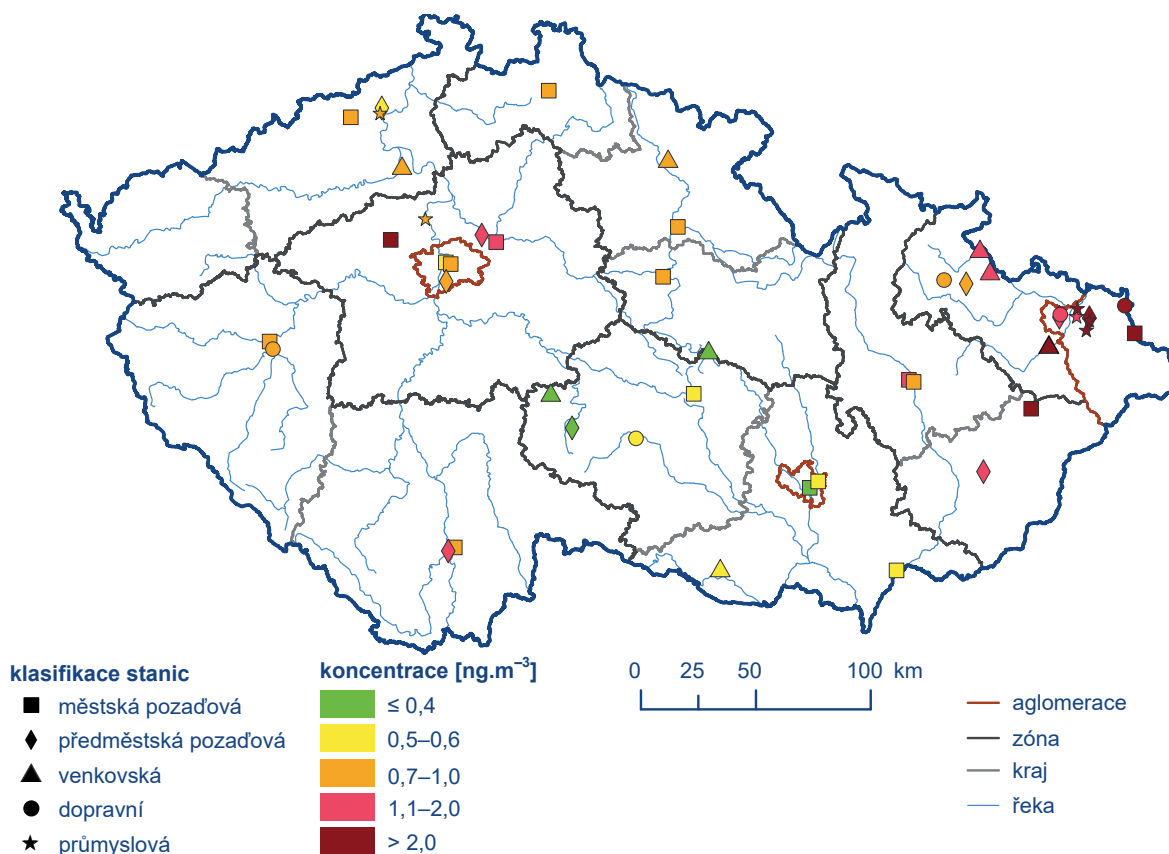 klasifikace stanic
městská pozaďová
předměstská pozaďová
venkovská
dopravní
průmyslová
koncentrace [ng.m⁻³]
≤ 0,4
0,5–0,6
0,7–1,0
1,1–2,0
> 2,0
0 25 50 100 km
aglomerace
zóna
kraj
řeka